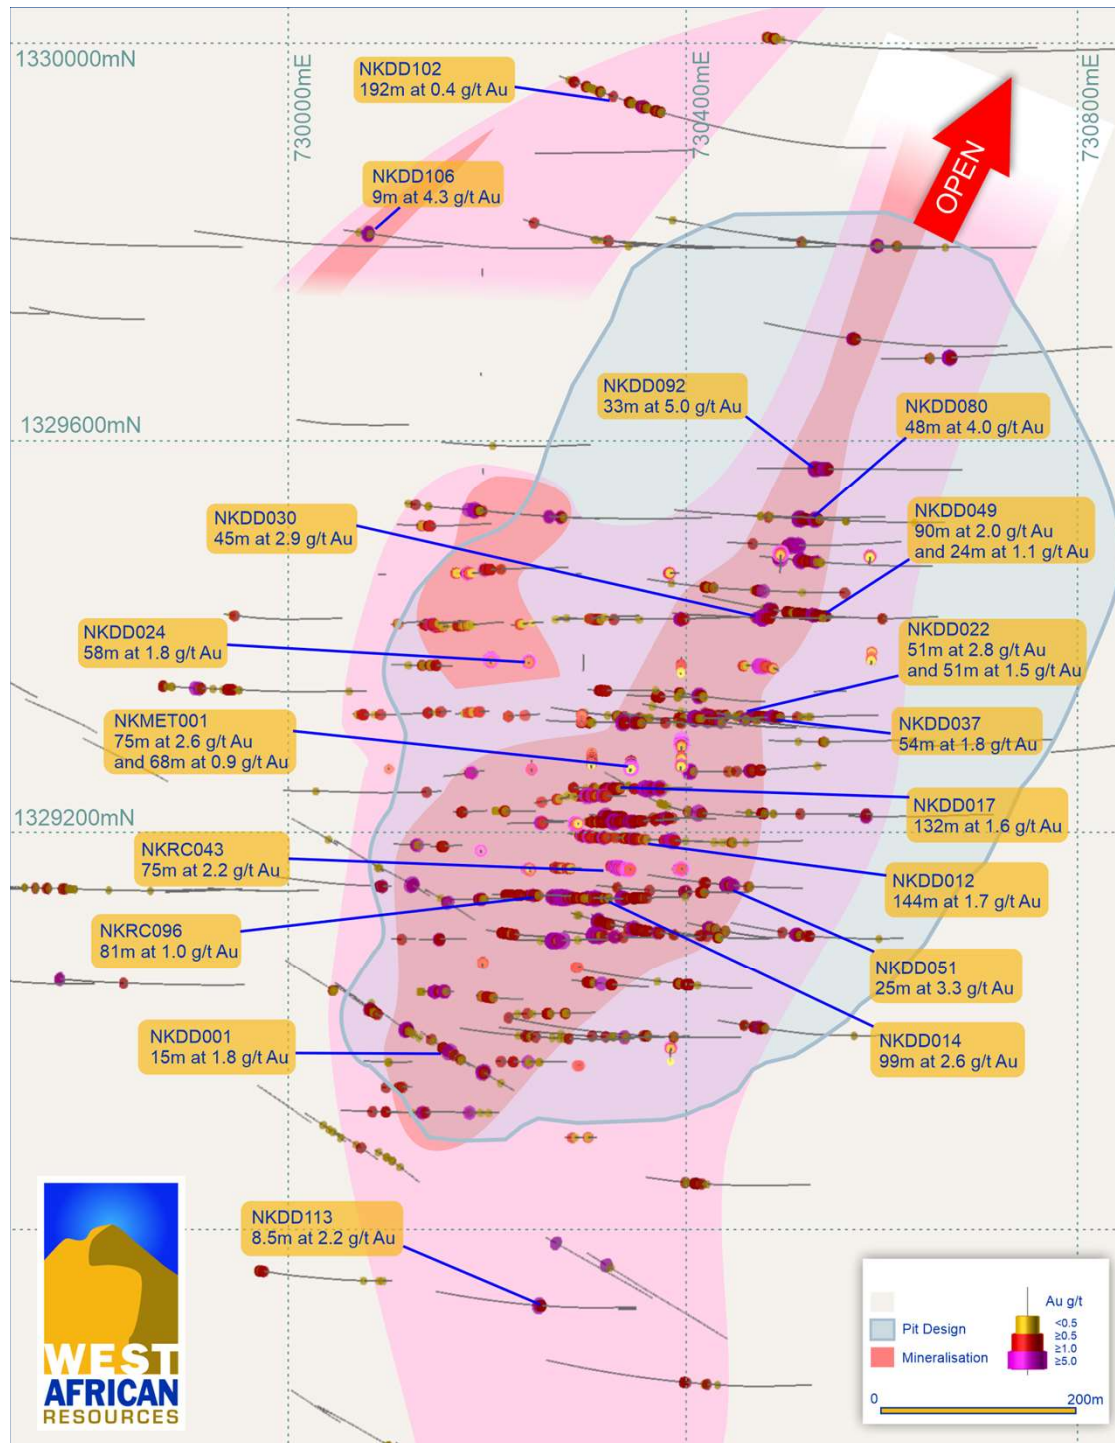 1330000mN
730000mE
730400mE
730800mE
OPEN
NKDD102
192m at 0.4 g/t Au
NKDD106
9m at 4.3 g/t Au
1329600mN
NKDD092
33m at 5.0 g/t Au
NKDD080
48m at 4.0 g/t Au
NKDD030
45m at 2.9 g/t Au
NKDD049
90m at 2.0 g/t Au
and 24m at 1.1 g/t Au
NKDD024
58m at 1.8 g/t Au
NKDD022
51m at 2.8 g/t Au
and 51m at 1.5 g/t Au
NKMET001
75m at 2.6 g/t Au
and 68m at 0.9 g/t Au
NKDD037
54m at 1.8 g/t Au
1329200mN
NKDD017
132m at 1.6 g/t Au
NKRC043
75m at 2.2 g/t Au
NKDD012
144m at 1.7 g/t Au
NKRC096
81m at 1.0 g/t Au
NKDD051
25m at 3.3 g/t Au
NKDD001
15m at 1.8 g/t Au
NKDD014
99m at 2.6 g/t Au
NKDD113
8.5m at 2.2 g/t Au
WEST
AFRICAN
RESOURCES
Pit Design
Mineralisation
Au g/t
<0.5
≥0.5
≥1.0
≥5.0
0 200m